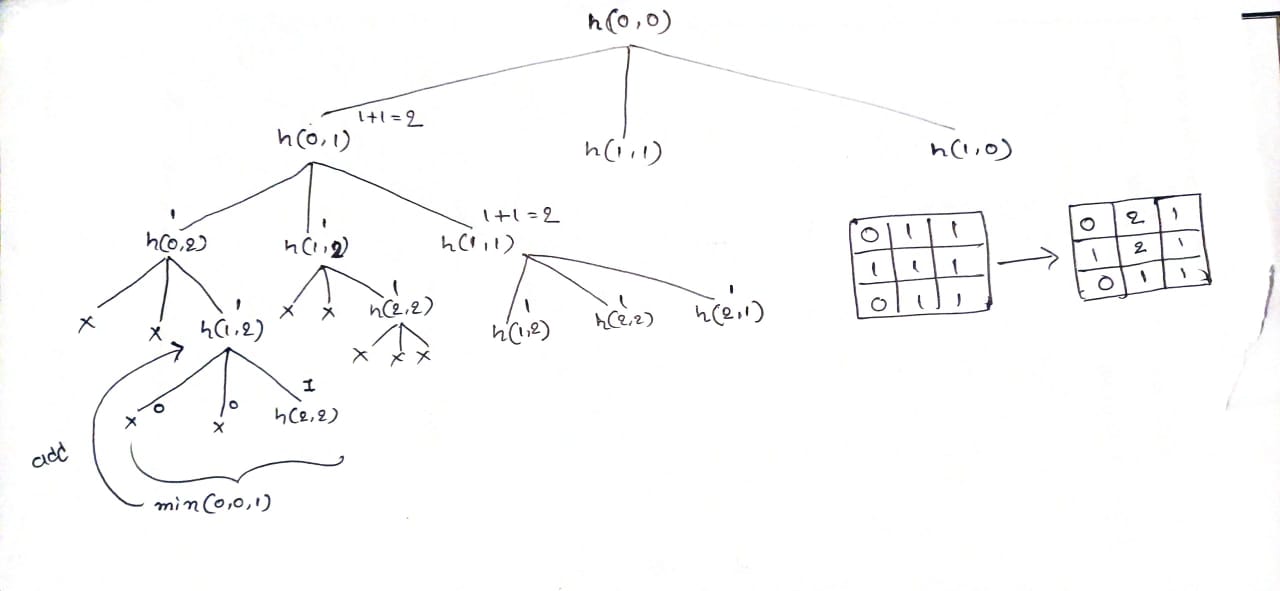 h(0,0)
1+1=2
h(0,1) h(1,1) h(1,0)
1 1 1+1=2
h(0,2) h(1,2) h(1,1)
x x 1 h(1,2) x x 1 h(2,2) 1 h(1,2) 1 h(2,2) 1 h(2,1)
x x x
x 0 x 0 1 h(2,2)
add
min(0,0,1)
0 1 1
1 1 1
0 1 1
0 2 1
1 2 1
0 1 1